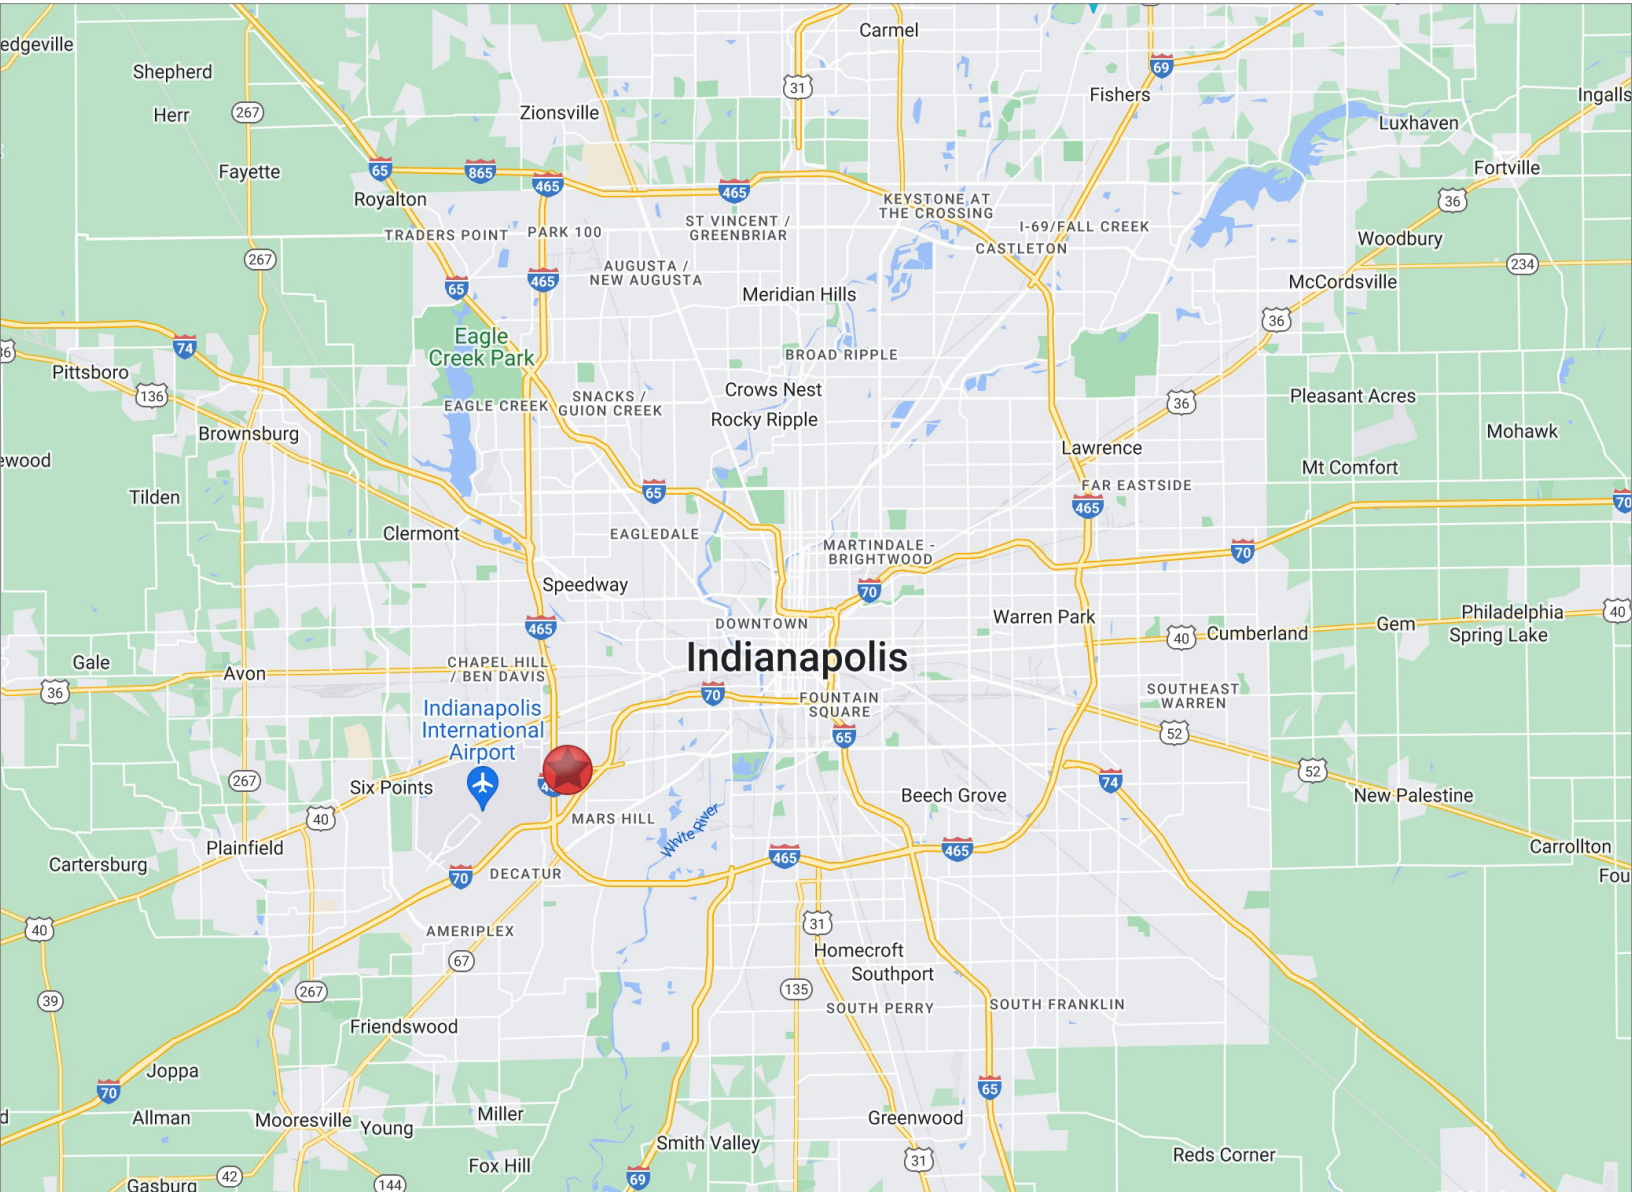 Carmel
edgeville
69
Shepherd
31
Fishers
Ingalls
Herr
267
Zionsville
Luxhaven
Fayette
65
865
465
465
Fortville
Royalton
KEYSTONE AT
THE CROSSING
36
TRADERS POINT
PARK 100
ST VINCENT /
GREENBRIAR
I-69/FALL CREEK
CASTLETON
Woodbury
267
234
65
465
AUGUSTA /
NEW AUGUSTA
Meridian Hills
McCordsville
36
74
Eagle
Creek Park
BROAD RIPPLE
36
Pittsboro
136
Crows Nest
Pleasant Acres
EAGLE CREEK
SNACKS /
GUION CREEK
Rocky Ripple
36
Brownsburg
Mohawk
ewood
Lawrence
Mt Comfort
Tilden
65
FAR EASTSIDE
465
70
Clermont
EAGLEDALE
MARTINDALE -
BRIGHTWOOD
70
Speedway
70
465
DOWNTOWN
Warren Park
40
Cumberland
Gem
Philadelphia
40
Spring Lake
Gale
Avon
CHAPEL HILL
/ BEN DAVIS
Indianapolis
36
70
FOUNTAIN
SQUARE
SOUTHEAST
WARREN
Indianapolis
International
Airport
65
52
267
Six Points
4
Beech Grove
74
52
New Palestine
40
MARS HILL
White River
Plainfield
Cartersburg
465
465
Carrollton
70
DECATUR
Fou
40
AMERIPLEX
31
Homecroft
67
Southport
39
267
135
SOUTH PERRY
SOUTH FRANKLIN
Friendswood
Joppa
70
65
Allman
Mooresville
Young
Miller
Greenwood
d
Smith Valley
Fox Hill
31
Reds Corner
Gasburg
42
144
69